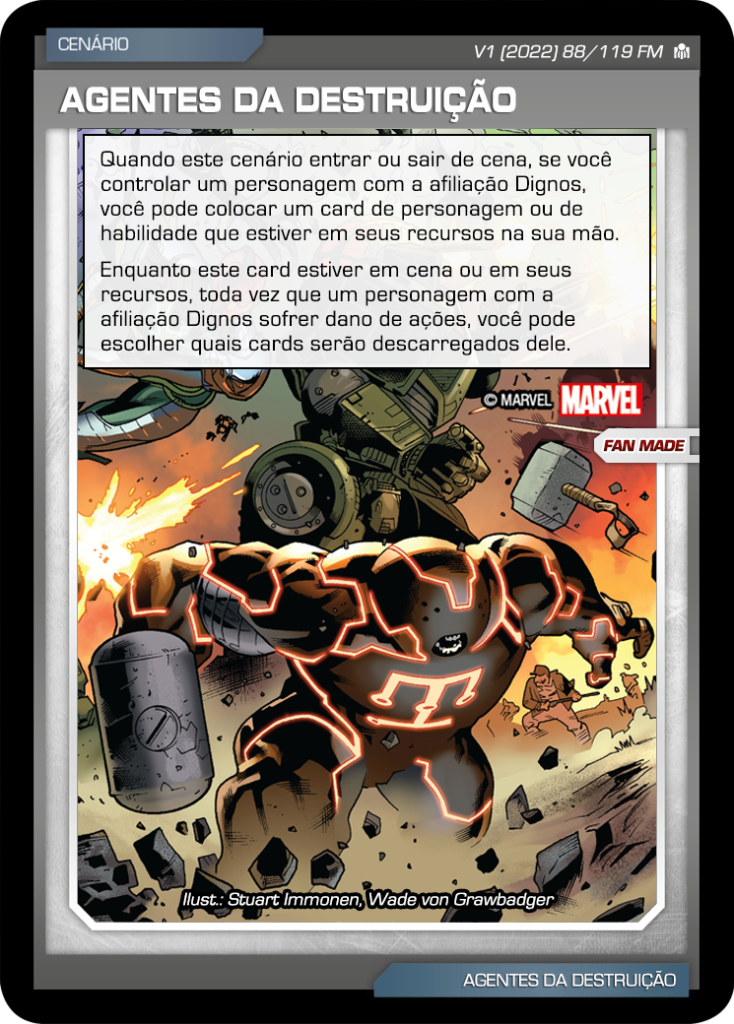 CENÁRIO
V1 (2022) 88/119 FM
AGENTES DA DESTRUIÇÃO
Quando este cenário entrar ou sair de cena, se você
controlar um personagem com a afiliação Dignos,
você pode colocar um card de personagem ou de
habilidade que estiver em seus recursos na sua mão.
Enquanto este card estiver em cena ou em seus
recursos, toda vez que um personagem com a
afiliação Dignos sofrer dano de ações, você pode
escolher quais cards serão descarregados dele.
© MARVEL MARVEL
FAN MADE
Ilust.: Stuart Immonen, Wade von Grawbadger
AGENTES DA DESTRUIÇÃO